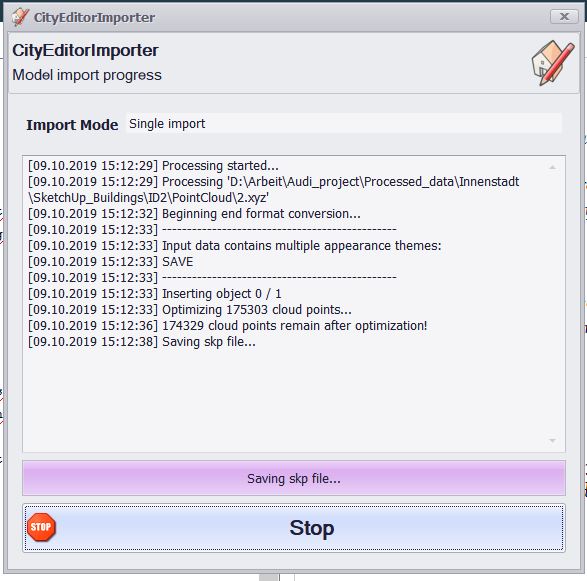 CityEditorImporter
CityEditorImporter
Model import progress
Import Mode Single import
[09.10.2019 15:12:29] Processing started...
[09.10.2019 15:12:29] Processing 'D:\Arbeit\Audi_project\Processed_data\Innenstadt
\SketchUp_Buildings\ID2\PointCloud\2.xyz'
[09.10.2019 15:12:32] Beginning end format conversion...
[09.10.2019 15:12:33] -----------------------------------------------
[09.10.2019 15:12:33] Input data contains multiple appearance themes:
[09.10.2019 15:12:33] SAVE
[09.10.2019 15:12:33] -----------------------------------------------
[09.10.2019 15:12:33] Inserting object 0 / 1
[09.10.2019 15:12:33] Optimizing 175303 cloud points...
[09.10.2019 15:12:36] 174329 cloud points remain after optimization!
[09.10.2019 15:12:38] Saving skp file...
Saving skp file...
STOP Stop